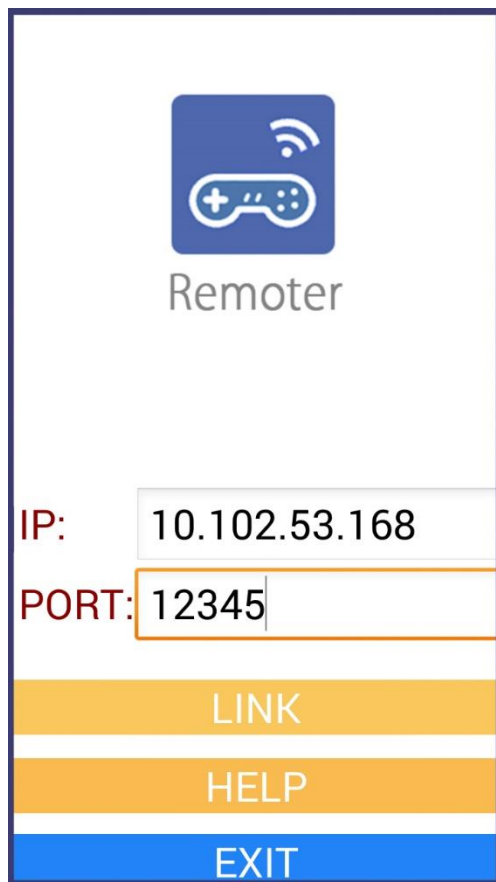 Remoter
IP: 10.102.53.168
PORT: 12345
LINK
HELP
EXIT